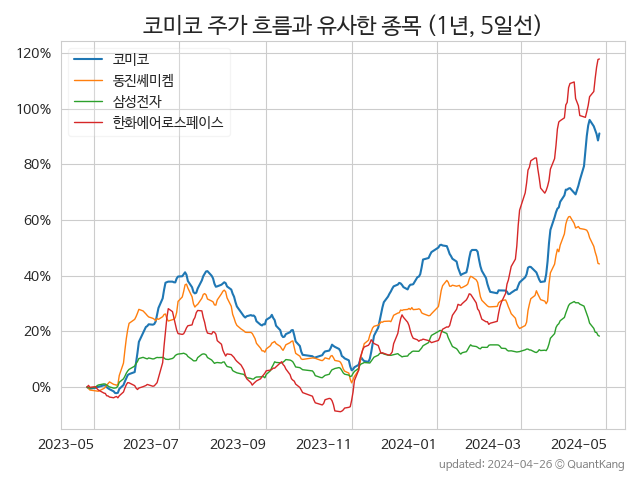 코미코 주가 흐름과 유사한 종목 (1년, 5일선)
코미코
동진쎄미켐
삼성전자
한화에어로스페이스
120%
100%
80%
60%
40%
20%
0%
2023-05 2023-07 2023-09 2023-11 2024-01 2024-03 2024-05
updated: 2024-04-26 © QuantKang